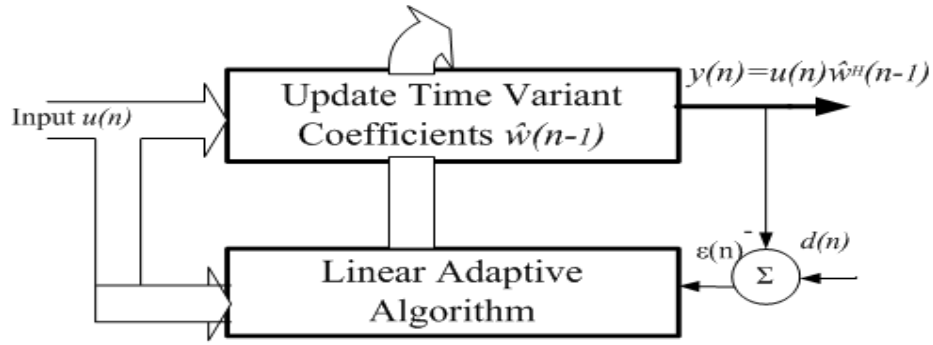 y(n)=u(n)ŵᴴ(n-1)
Update Time Variant
Coefficients ŵ(n-1)
Input u(n)
ε(n)
-
d(n)
Σ
Linear Adaptive
Algorithm